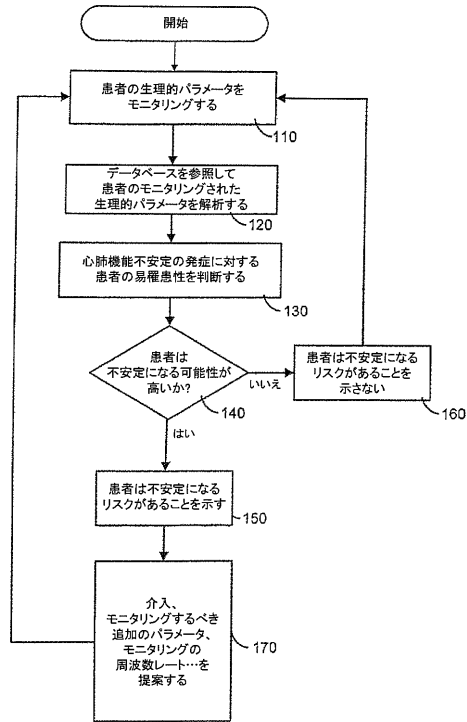 開始
患者の生理的パラメータを
モニタリングする
110
データベースを参照して
患者のモニタリングされた
生理的パラメータを解析する
120
心肺機能不安定の発症に対する
患者の易罹患性を判断する
130
患者は
不安定になる可能性が
高いか?
140
いいえ
患者は不安定になる
リスクがあることを
示さない
160
はい
患者は不安定になる
リスクがあることを示す
150
介入、
モニタリングするべき
追加のパラメータ、
モニタリングの
周波数レート…を
提案する
170